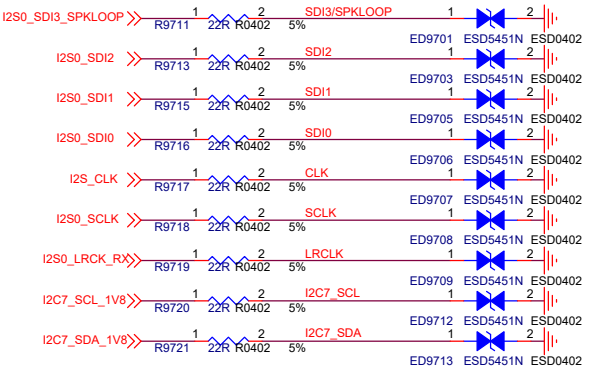 I2S0_SDI3_SPKLOOP 1 2 SDI3/SPKLOOP 1 2
R9711 22R R0402 5% ED9701 ESD5451N ESD0402
I2S0_SDI2 1 2 SDI2 1 2
R9713 22R R0402 5% ED9703 ESD5451N ESD0402
I2S0_SDI1 1 2 SDI1 1 2
R9715 22R R0402 5% ED9705 ESD5451N ESD0402
I2S0_SDI0 1 2 SDI0 1 2
R9716 22R R0402 5% ED9706 ESD5451N ESD0402
I2S_CLK 1 2 CLK 1 2
R9717 22R R0402 5% ED9707 ESD5451N ESD0402
I2S0_SCLK 1 2 SCLK 1 2
R9718 22R R0402 5% ED9708 ESD5451N ESD0402
I2S0_LRCK_RX 1 2 LRCLK 1 2
R9719 22R R0402 5% ED9709 ESD5451N ESD0402
I2C7_SCL_1V8 1 2 I2C7_SCL 1 2
R9720 22R R0402 5% ED9712 ESD5451N ESD0402
I2C7_SDA_1V8 1 2 I2C7_SDA 1 2
R9721 22R R0402 5% ED9713 ESD5451N ESD0402